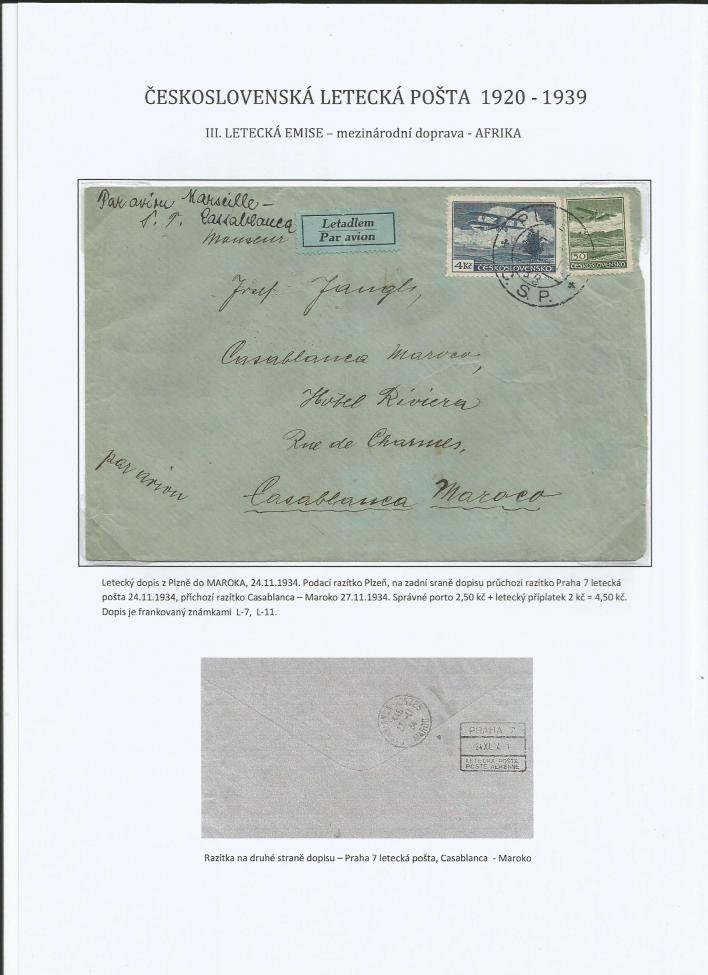 ČESKOSLOVENSKÁ LETECKÁ POŠTA 1920 - 1939
III. LETECKÁ EMISE – mezinárodní doprava - AFRIKA
Par avion Marseille –
Cassablanca
Monseur
Letadlem
Par avion
4 Kč
ČESKOSLOVENSKO
50
ČESKOSLOVENSKO
Č.S.P.
Josef
Casablanca Maroco,
Hotel Riviera
Rue de Charmes,
par avion
Casablanca Maroco
Letecký dopis z Plzně do MAROKA, 24.11.1934. Podací razítko Plzeň, na zadní sraně dopisu průchozí razítko Praha 7 letecká
pošta 24.11.1934, příchozí razítko Casablanca – Maroko 27.11.1934. Správné porto 2,50 kč + letecký příplatek 2 kč = 4,50 kč.
Dopis je frankovaný známkami L-7, L-11.
PRAHA 7
LETECKÁ POŠTA
POSTE AÉRIENNE
Razítka na druhé straně dopisu – Praha 7 letecká pošta, Casablanca - Maroko